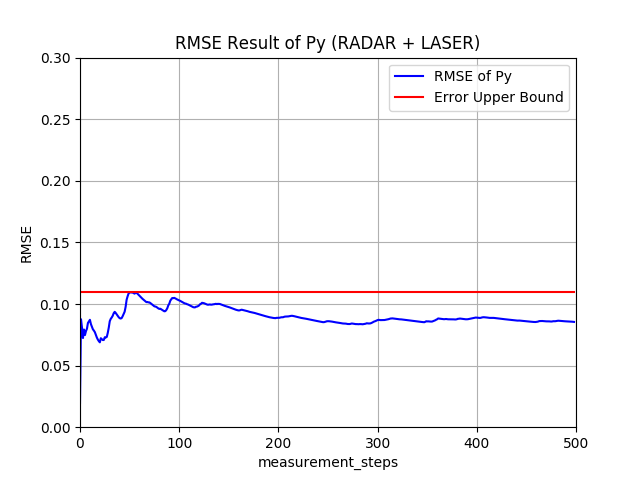 RMSE Result of Py (RADAR + LASER)
RMSE of Py
Error Upper Bound
0.30
0.25
0.20
0.15
0.10
0.05
0.00
RMSE
0 100 200 300 400 500
measurement_steps